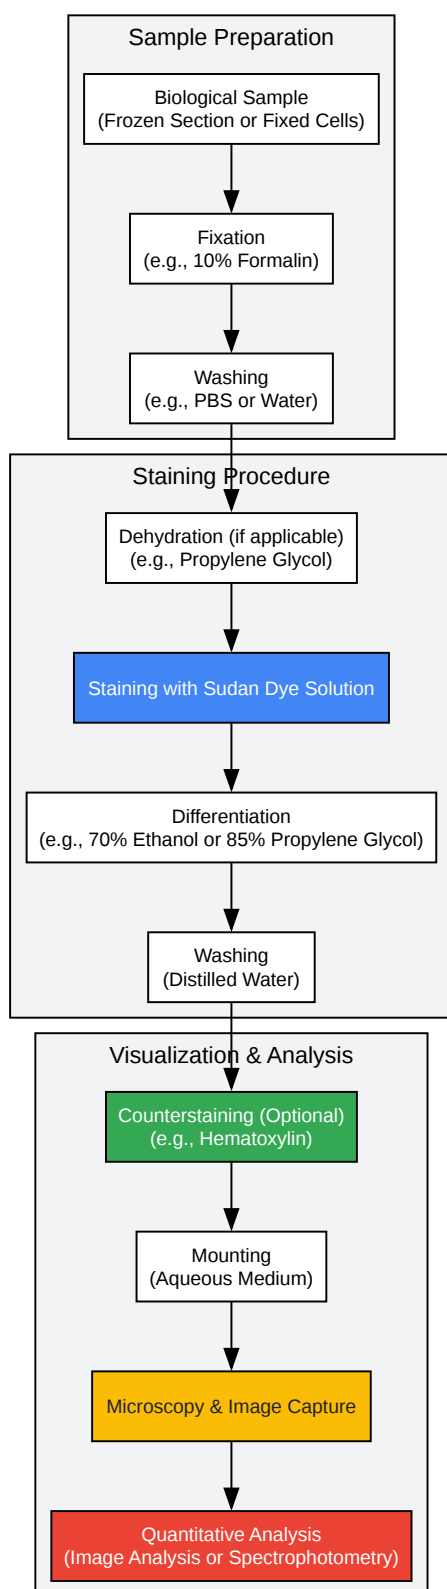 Sample Preparation
Biological Sample
(Frozen Section or Fixed Cells)
Fixation
(e.g., 10% Formalin)
Washing
(e.g., PBS or Water)
Staining Procedure
Dehydration (if applicable)
(e.g., Propylene Glycol)
Staining with Sudan Dye Solution
Differentiation
(e.g., 70% Ethanol or 85% Propylene Glycol)
Washing
(Distilled Water)
Visualization & Analysis
Counterstaining (Optional)
(e.g., Hematoxylin)
Mounting
(Aqueous Medium)
Microscopy & Image Capture
Quantitative Analysis
(Image Analysis or Spectrophotometry)